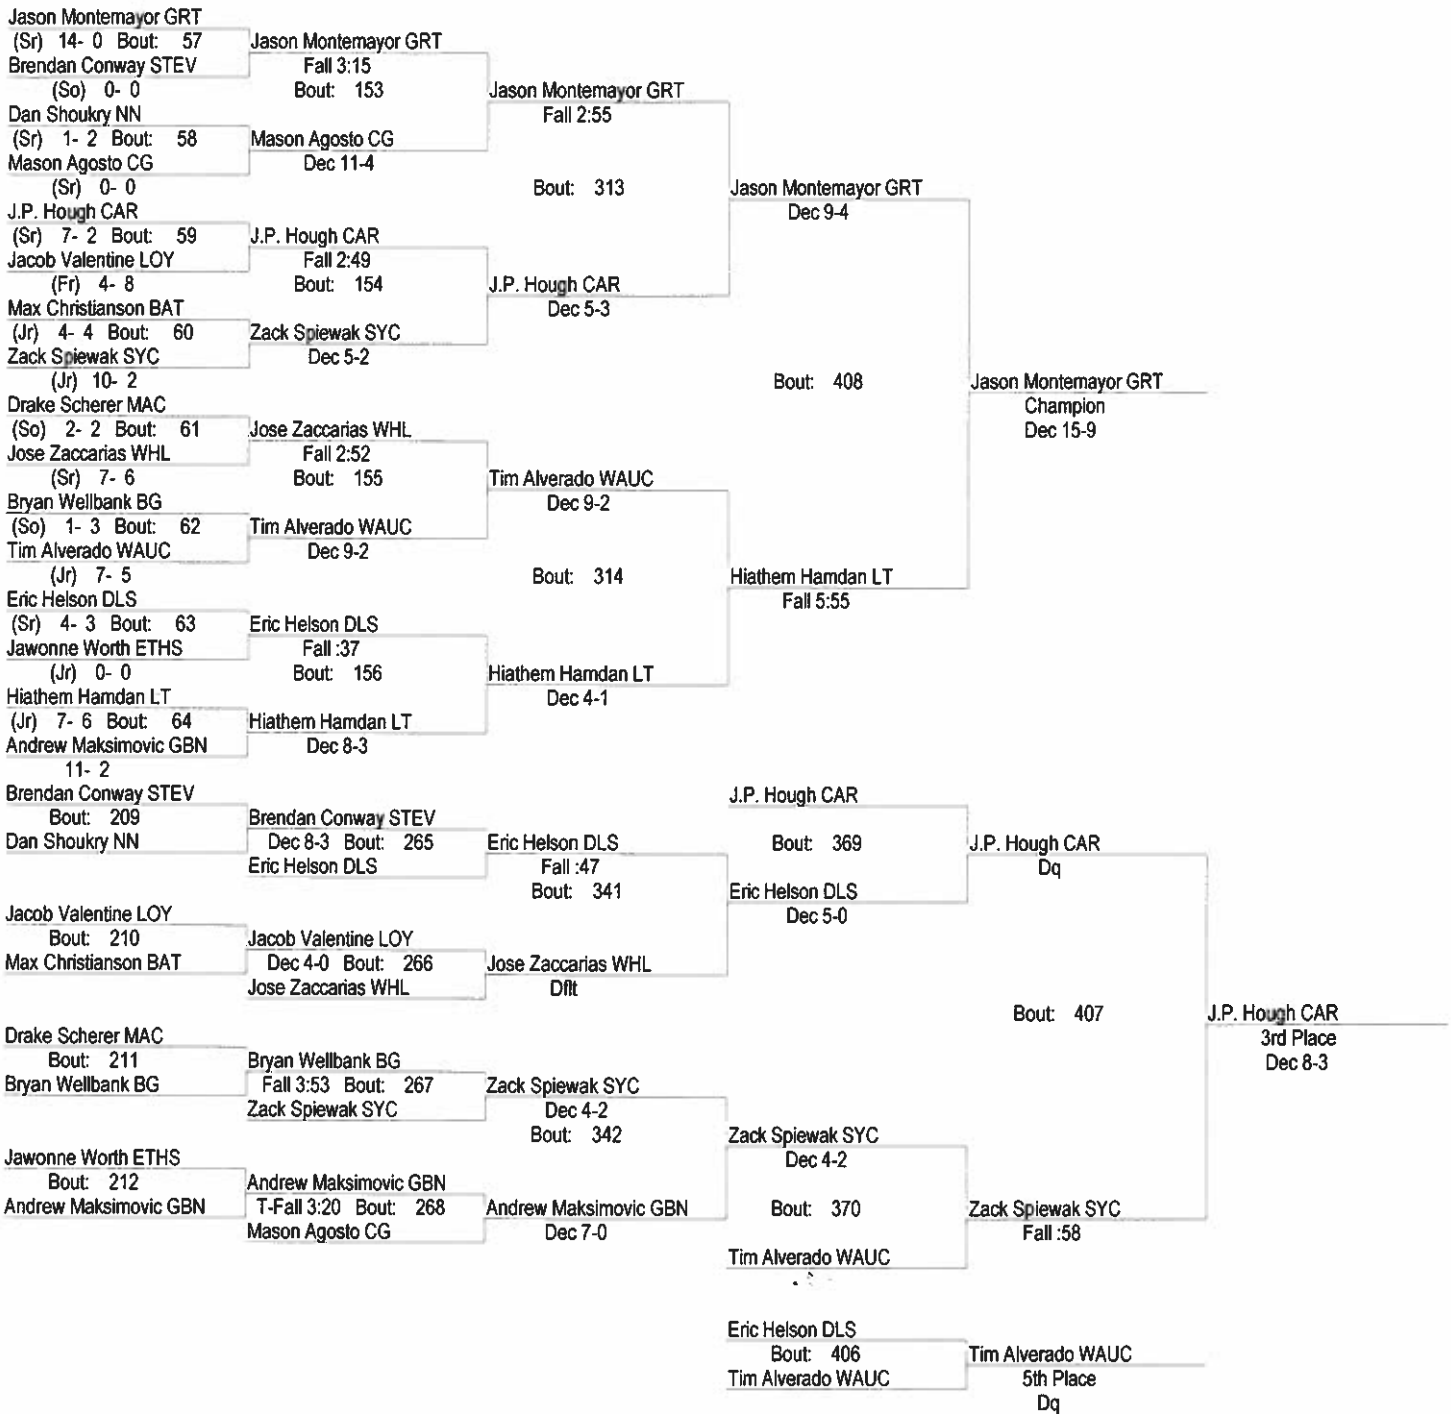 Jason Montemayor GRT
(Sr) 14- 0 Bout: 57
Brendan Conway STEV
(So) 0- 0
Dan Shoukry NN
(Sr) 1- 2 Bout: 58
Mason Agosto CG
(Sr) 0- 0
J.P. Hough CAR
(Sr) 7- 2 Bout: 59
Jacob Valentine LOY
(Fr) 4- 8
Max Christianson BAT
(Jr) 4- 4 Bout: 60
Zack Spiewak SYC
(Jr) 10- 2
Drake Scherer MAC
(So) 2- 2 Bout: 61
Jose Zaccarias WHL
(Sr) 7- 6
Bryan Wellbank BG
(So) 1- 3 Bout: 62
Tim Alverado WAUC
(Jr) 7- 5
Eric Helson DLS
(Sr) 4- 3 Bout: 63
Jawonne Worth ETHS
(Jr) 0- 0
Hiathem Hamdan LT
(Jr) 7- 6 Bout: 64
Andrew Maksimovic GBN
11- 2
Jason Montemayor GRT
Fall 3:15
Bout: 153
Mason Agosto CG
Dec 11-4
J.P. Hough CAR
Fall 2:49
Bout: 154
Zack Spiewak SYC
Dec 5-2
Jose Zaccarias WHL
Fall 2:52
Bout: 155
Tim Alverado WAUC
Dec 9-2
Eric Helson DLS
Fall :37
Bout: 156
Hiathem Hamdan LT
Dec 8-3
Jason Montemayor GRT
Fall 2:55
Bout: 313
J.P. Hough CAR
Dec 5-3
Tim Alverado WAUC
Dec 9-2
Bout: 314
Hiathem Hamdan LT
Dec 4-1
Jason Montemayor GRT
Dec 9-4
Bout: 408
Hiathem Hamdan LT
Fall 5:55
Jason Montemayor GRT
Champion
Dec 15-9
Brendan Conway STEV
Bout: 209
Dan Shoukry NN
Jacob Valentine LOY
Bout: 210
Max Christianson BAT
Drake Scherer MAC
Bout: 211
Bryan Wellbank BG
Jawonne Worth ETHS
Bout: 212
Andrew Maksimovic GBN
Brendan Conway STEV
Dec 8-3 Bout: 265
Eric Helson DLS
Jacob Valentine LOY
Dec 4-0 Bout: 266
Jose Zaccarias WHL
Bryan Wellbank BG
Fall 3:53 Bout: 267
Zack Spiewak SYC
Andrew Maksimovic GBN
T-Fall 3:20 Bout: 268
Mason Agosto CG
Eric Helson DLS
Fall :47
Bout: 341
Jose Zaccarias WHL
Dflt
Zack Spiewak SYC
Dec 4-2
Bout: 342
Andrew Maksimovic GBN
Dec 7-0
J.P. Hough CAR
Bout: 369
Eric Helson DLS
Dec 5-0
Zack Spiewak SYC
Dec 4-2
Bout: 370
Tim Alverado WAUC
J.P. Hough CAR
Dq
Bout: 407
Zack Spiewak SYC
Fall :58
J.P. Hough CAR
3rd Place
Dec 8-3
Eric Helson DLS
Bout: 406
Tim Alverado WAUC
Tim Alverado WAUC
5th Place
Dq